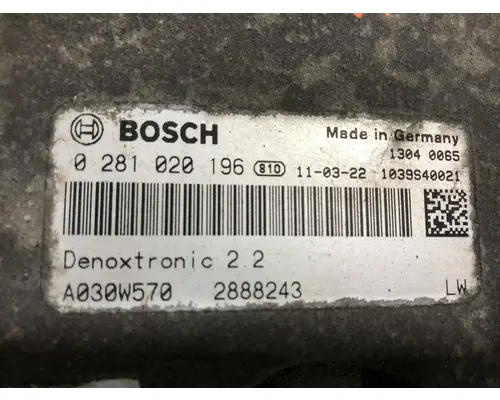 BOSCH
Made in Germany
1304 0065
0 281 020 196 810 11-03-22 1039S40021
Denoxtronic 2.2
A030W570 2888243 LW